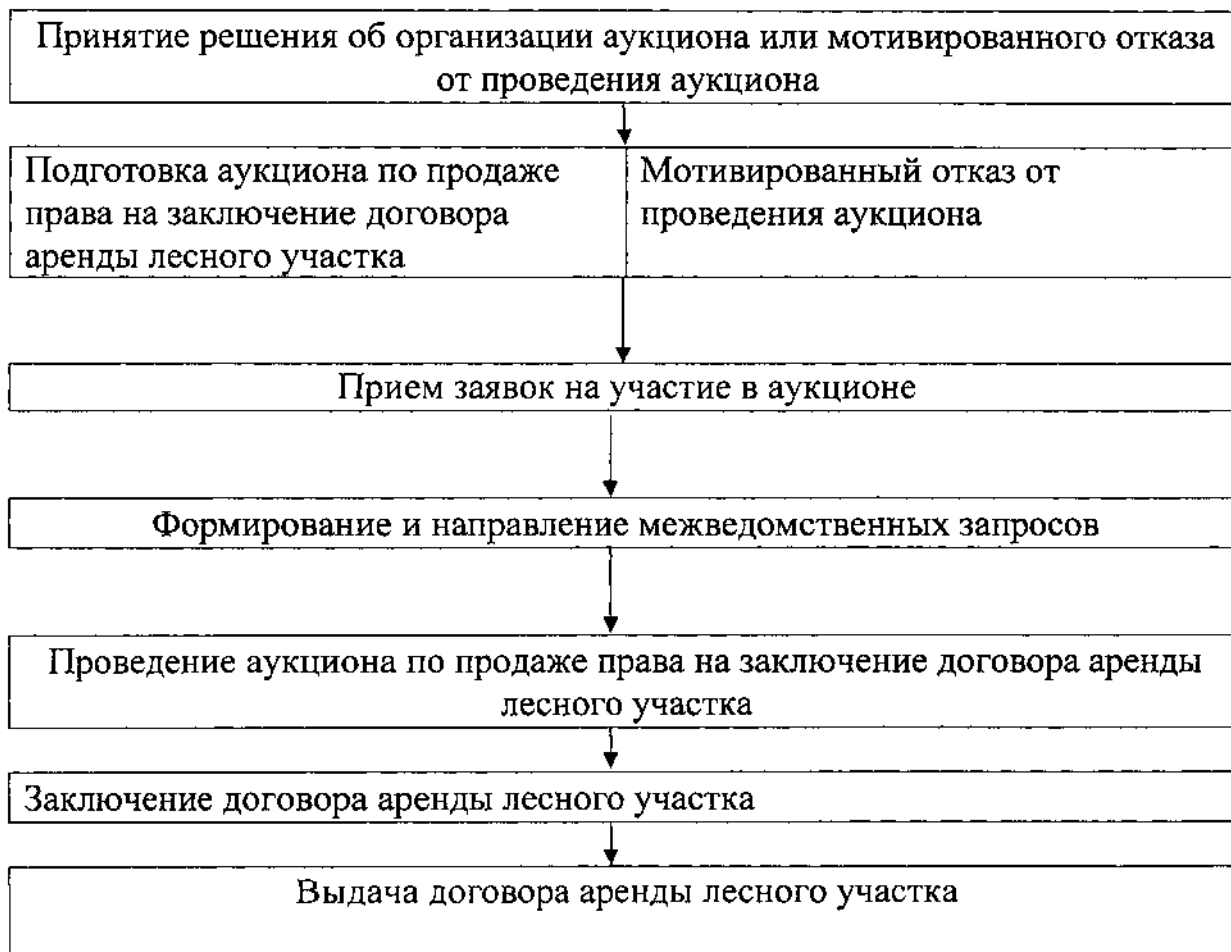 Принятие решения об организации аукциона или мотивированного отказа
от проведения аукциона
Подготовка аукциона по продаже
права на заключение договора
аренды лесного участка
Мотивированный отказ от
проведения аукциона
Прием заявок на участие в аукционе
Формирование и направление межведомственных запросов
Проведение аукциона по продаже права на заключение договора аренды
лесного участка
Заключение договора аренды лесного участка
Выдача договора аренды лесного участка